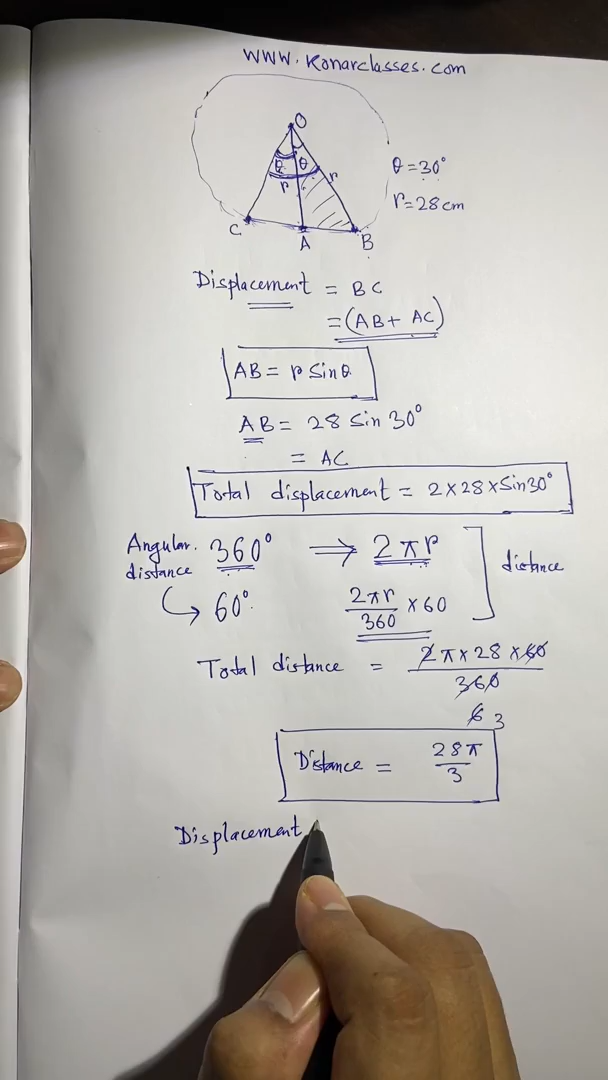 WWW. Konarclasses.com
O
θ θ
r r
C A B
θ = 30°
r = 28 cm
Displacement = BC
= (AB + AC)
AB = r Sinθ
AB = 28 Sin 30°
= AC
Total displacement = 2×28×Sin30°
Angular distance 360° ⇒ 2πr
distance
↳ 60° 2πr/360 × 60
Total distance = 2π×28×60/360
6 3
Distance = 28π/3
Displacement